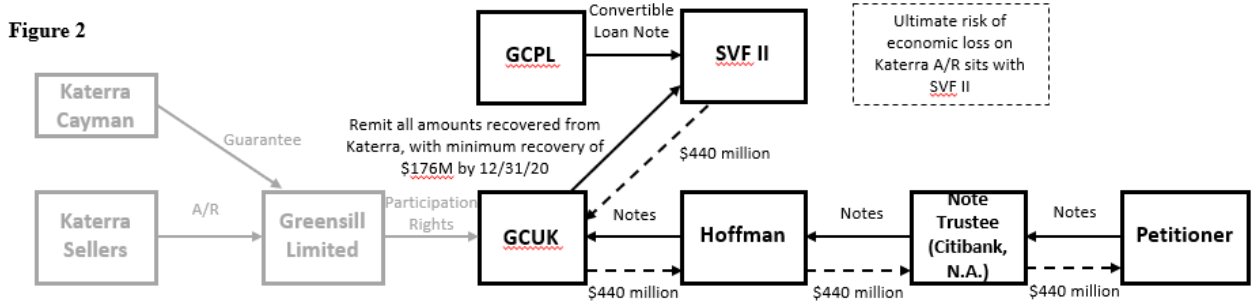 Figure 2
Katerra
Cayman
Guarantee
Katerra
Sellers
A/R
Greensill
Limited
Participation
Rights
GCPL
Convertible
Loan Note
SVF II
Ultimate risk of
economic loss on
Katerra A/R sits with
SVF II
Remit all amounts recovered from
Katerra, with minimum recovery of
$176M by 12/31/20
$440 million
GCUK
Notes
$440 million
Hoffman
Notes
$440 million
Note
Trustee
(Citibank,
N.A.)
Notes
$440 million
Petitioner